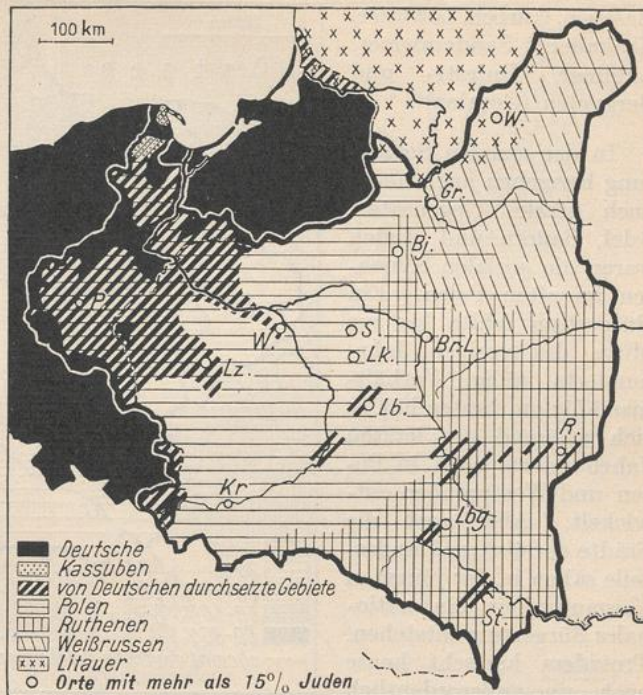 100 km
W.
Gr.
Bj.
P.
W.
S.
Br.L.
Lz.
Lk.
Lb.
R.
Kr
Lbg.
St.
Deutsche
Kassuben
von Deutschen durchsetzte Gebiete
Polen
Ruthenen
Weißrussen
Litauer
Orte mit mehr als 15% Juden